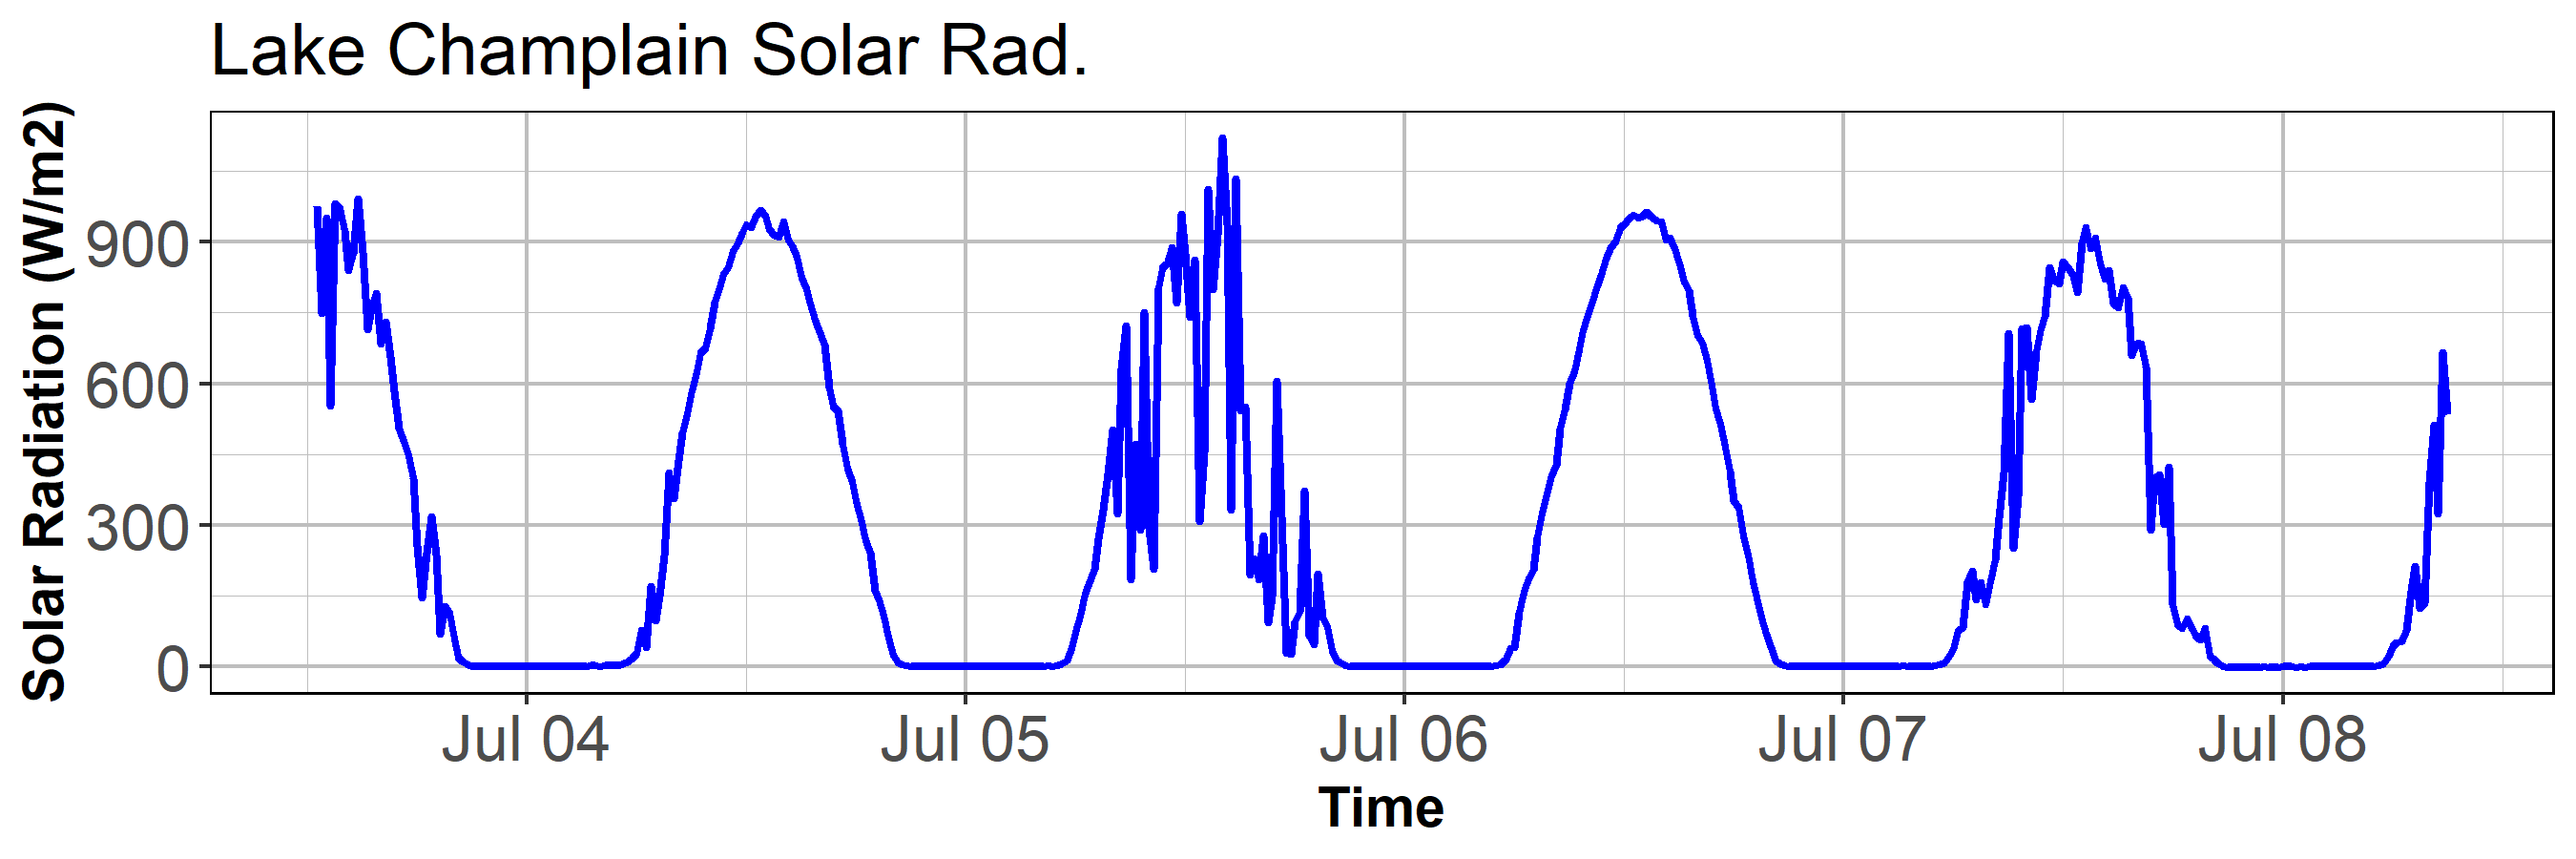 Lake Champlain Solar Rad.
Solar Radiation (W/m2)
900
600
300
0
Jul 04 Jul 05 Jul 06 Jul 07 Jul 08
Time